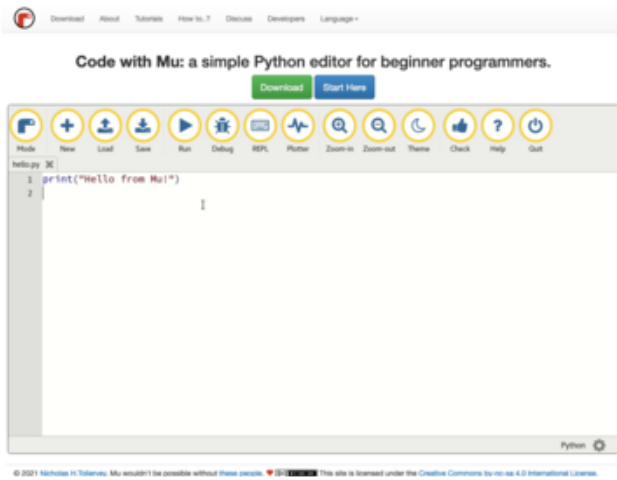 Download About Tutorials How to..? Discuss Developers Language
Code with Mu: a simple Python editor for beginner programmers.
Download Start Here
Mode New Load Save Run Debug REPL Plotter Zoom-in Zoom-out Theme Check Help Quit
hello.py
1 print("Hello from Mu!")
2
Python
© 2021 Nicholas H.Tollervey. Mu wouldn't be possible without these people. This site is licensed under the Creative Commons by-nc-sa 4.0 International License.